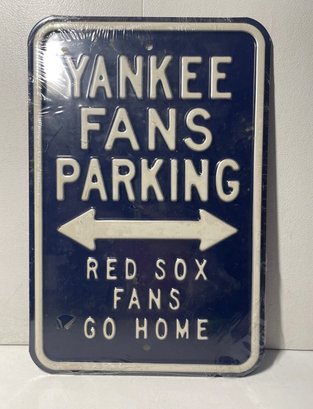 YANKEE
FANS
PARKING
RED SOX
FANS
GO HOME